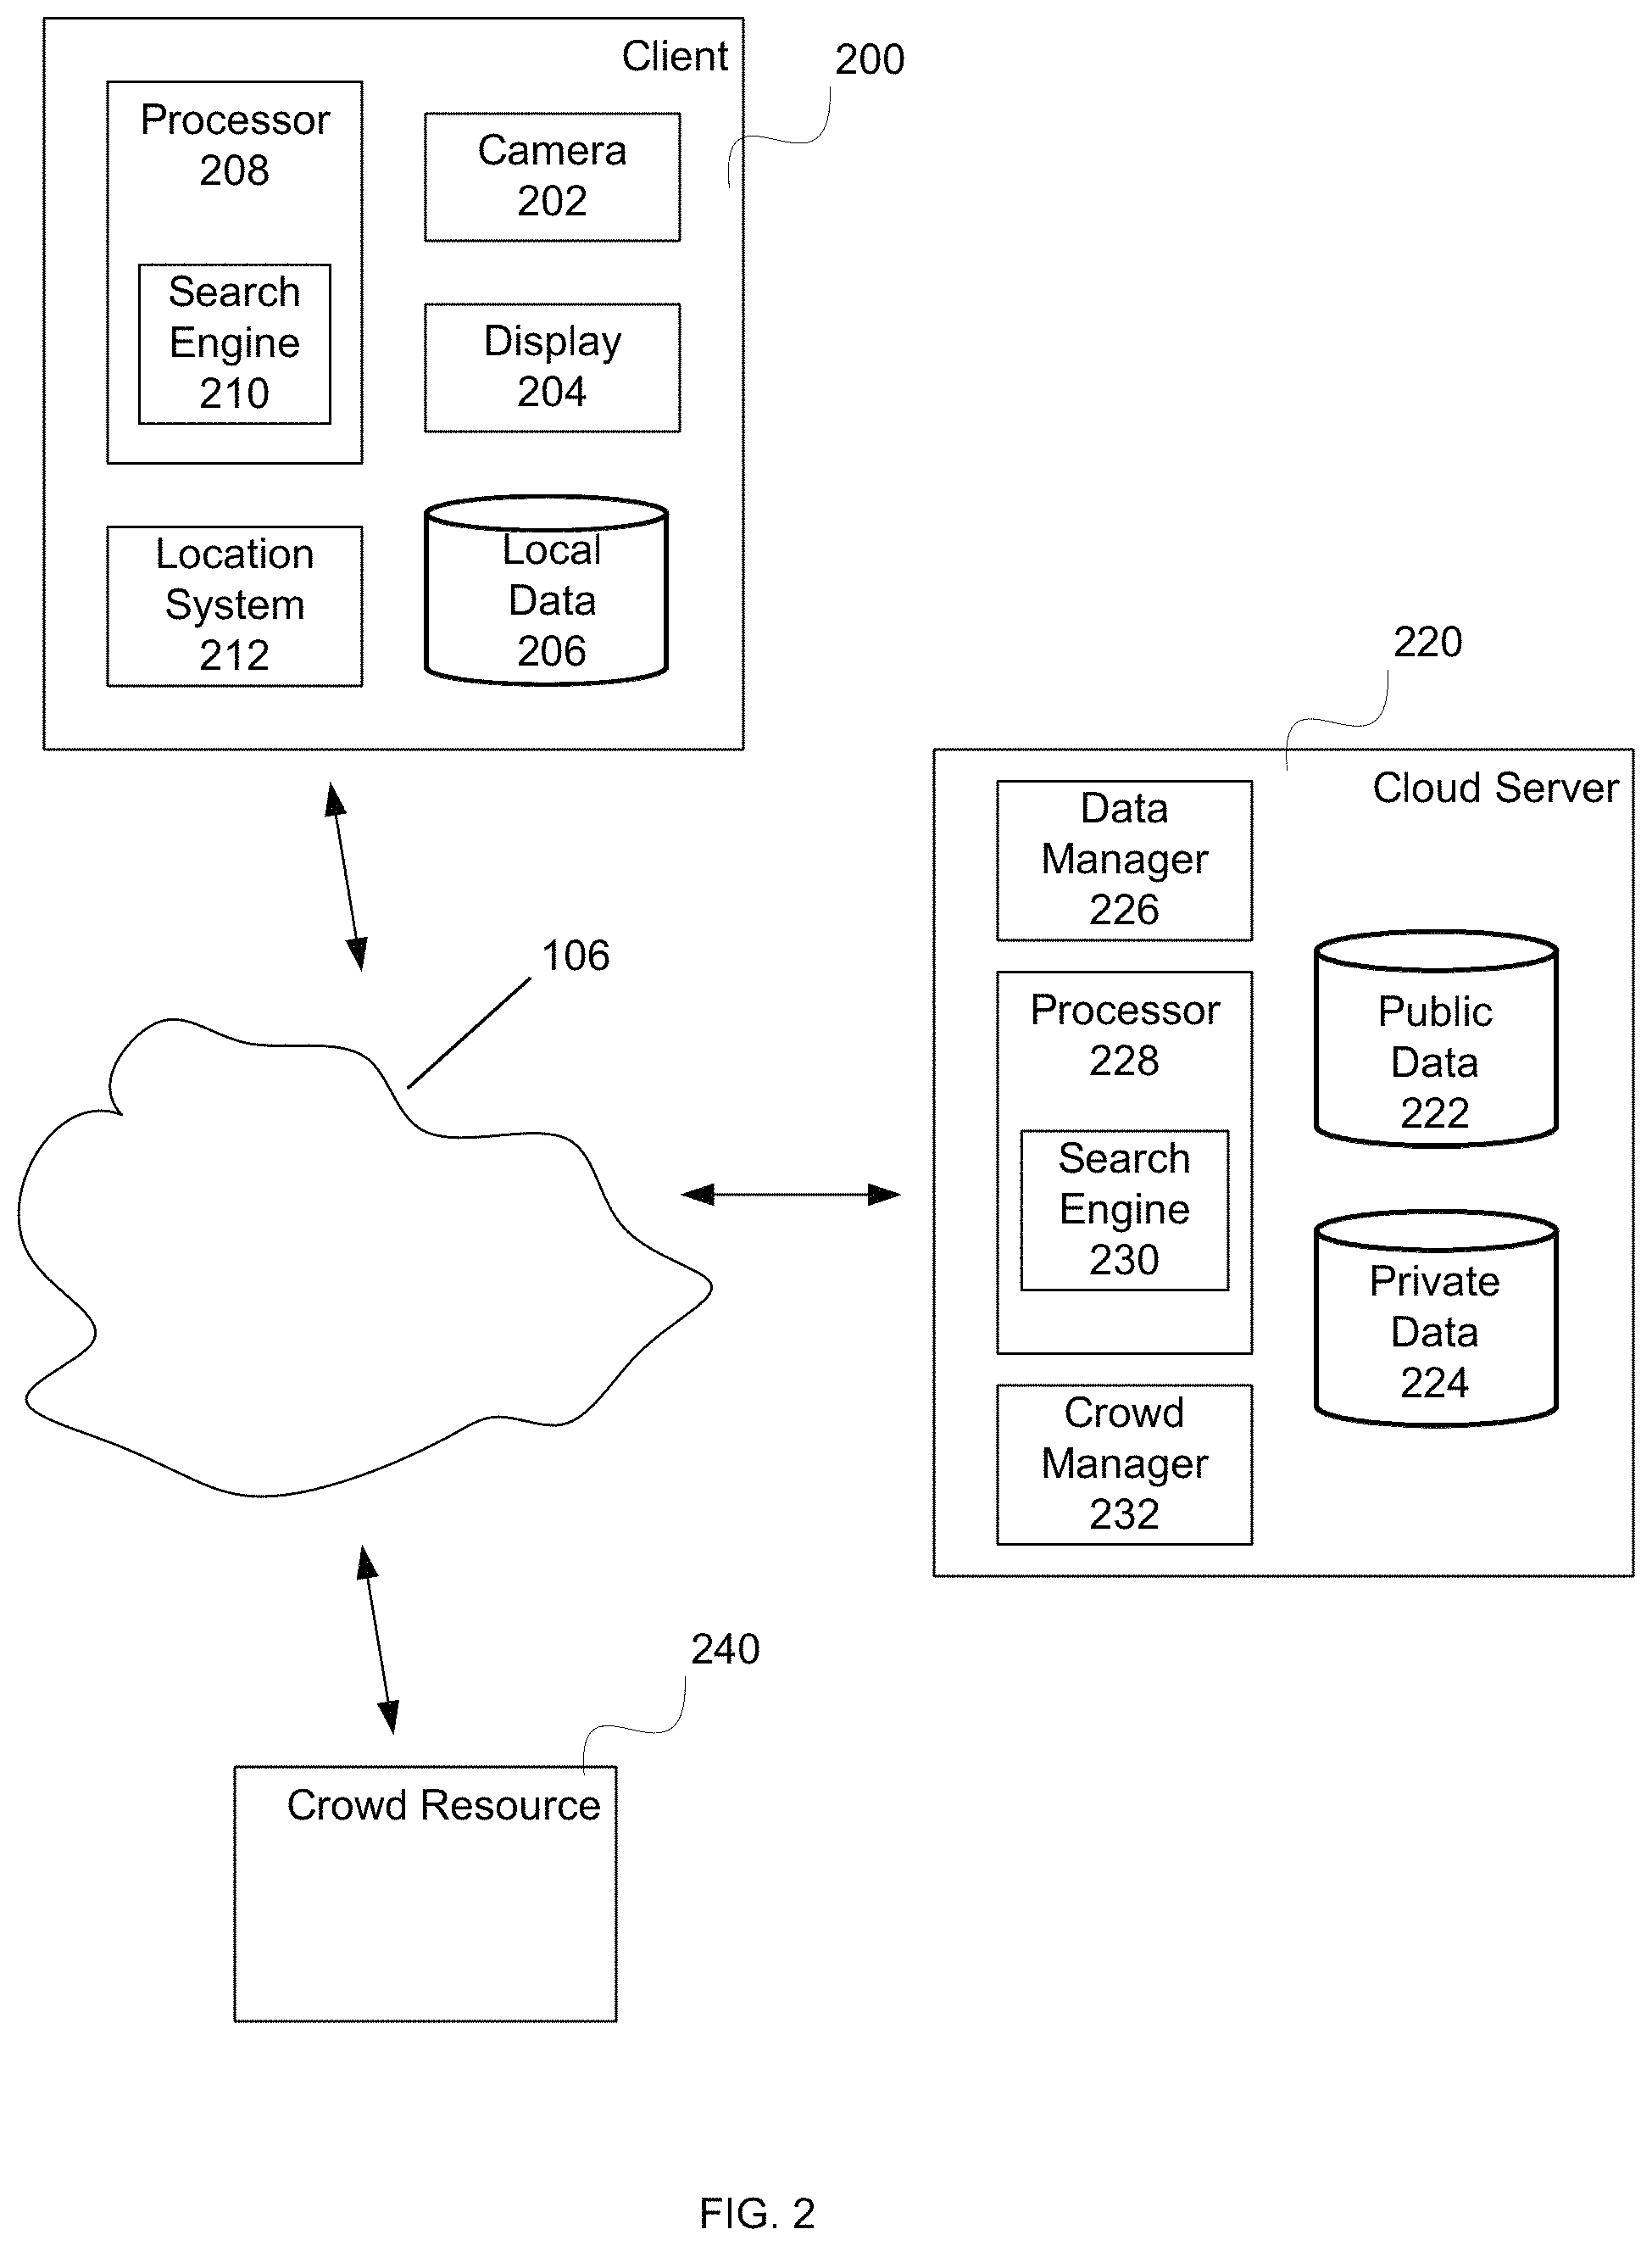 Client
200
Processor
208
Camera
202
Search
Engine
210
Display
204
Location
System
212
Local
Data
206
220
Cloud Server
Data
Manager
226
106
Processor
228
Public
Data
222
Search
Engine
230
Private
Data
224
Crowd
Manager
232
240
Crowd Resource
FIG. 2